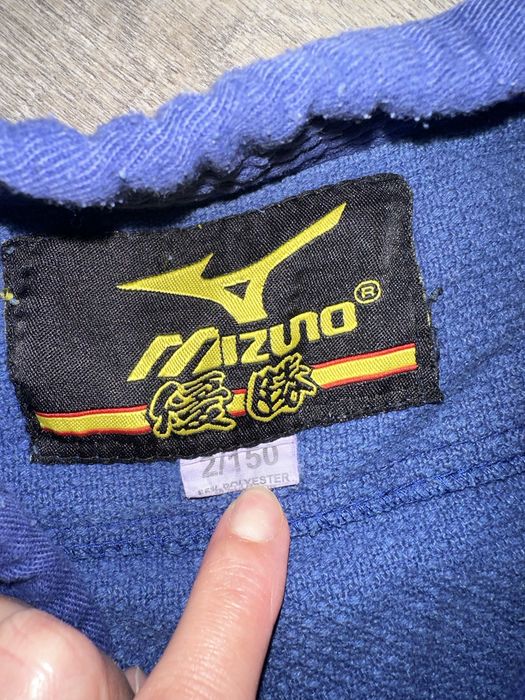 MIZUNO ®
優勝
2/150
% POLYESTER